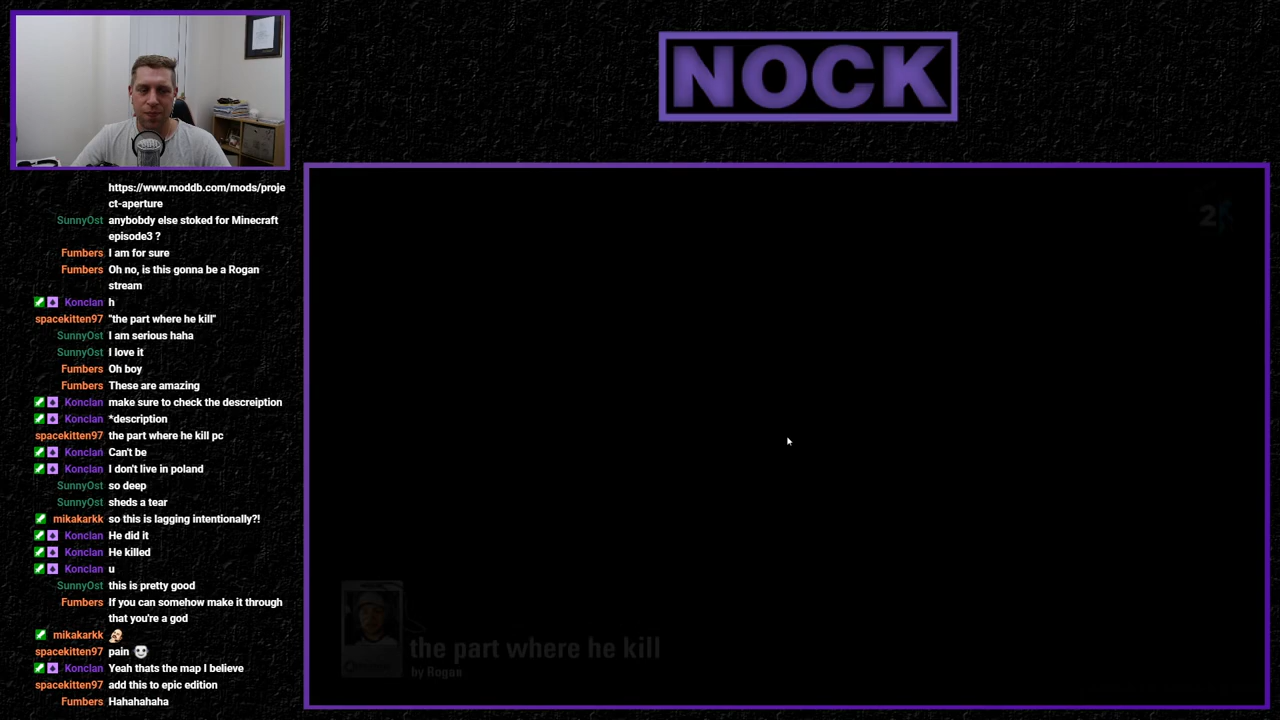 NOCK
https://www.moddb.com/mods/proje
ct-aperture
SunnyOst anybobdy else stoked for Minecraft
episode3 ?
Fumbers I am for sure
Fumbers Oh no, is this gonna be a Rogan
stream
Konclan h
spacekitten97 "the part where he kill"
SunnyOst I am serious haha
SunnyOst I love it
Fumbers Oh boy
Fumbers These are amazing
Konclan make sure to check the descreiption
Konclan *description
spacekitten97 the part where he kill pc
Konclan Can't be
Konclan I don't live in poland
SunnyOst so deep
SunnyOst sheds a tear
mikakarkk so this is lagging intentionally?!
Konclan He did it
Konclan He killed
Konclan u
SunnyOst this is pretty good
Fumbers If you can somehow make it through
that you're a god
mikakarkk
spacekitten97 pain
Konclan Yeah thats the map I believe
spacekitten97 add this to epic edition
Fumbers Hahahahaha
2
the part where he kill
by Rogan